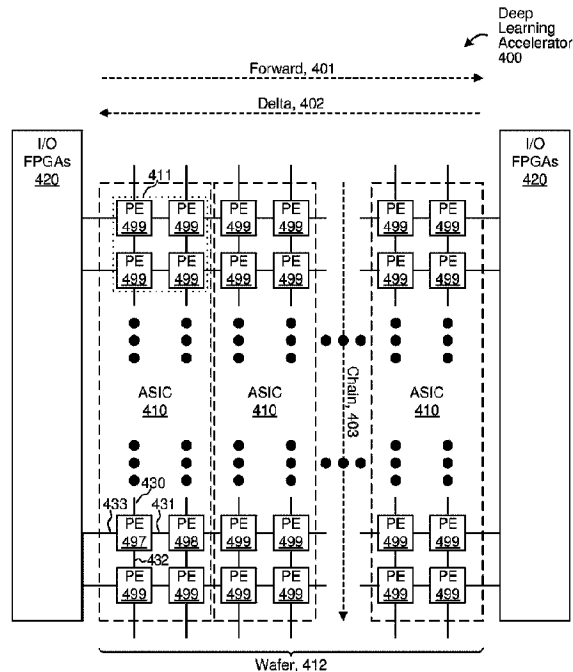 Deep
Learning
Accelerator
400
Forward, 401
Delta, 402
I/O
FPGAs
420
I/O
FPGAs
420
411
PE
499
PE
499
PE
499
PE
499
PE
499
PE
499
PE
499
PE
499
PE
499
PE
499
PE
499
PE
499
Chain, 403
ASIC
410
ASIC
410
ASIC
410
430
433
431
PE
497
PE
498
PE
499
PE
499
PE
499
PE
499
432
PE
499
PE
499
PE
499
PE
499
PE
499
PE
499
Wafer, 412